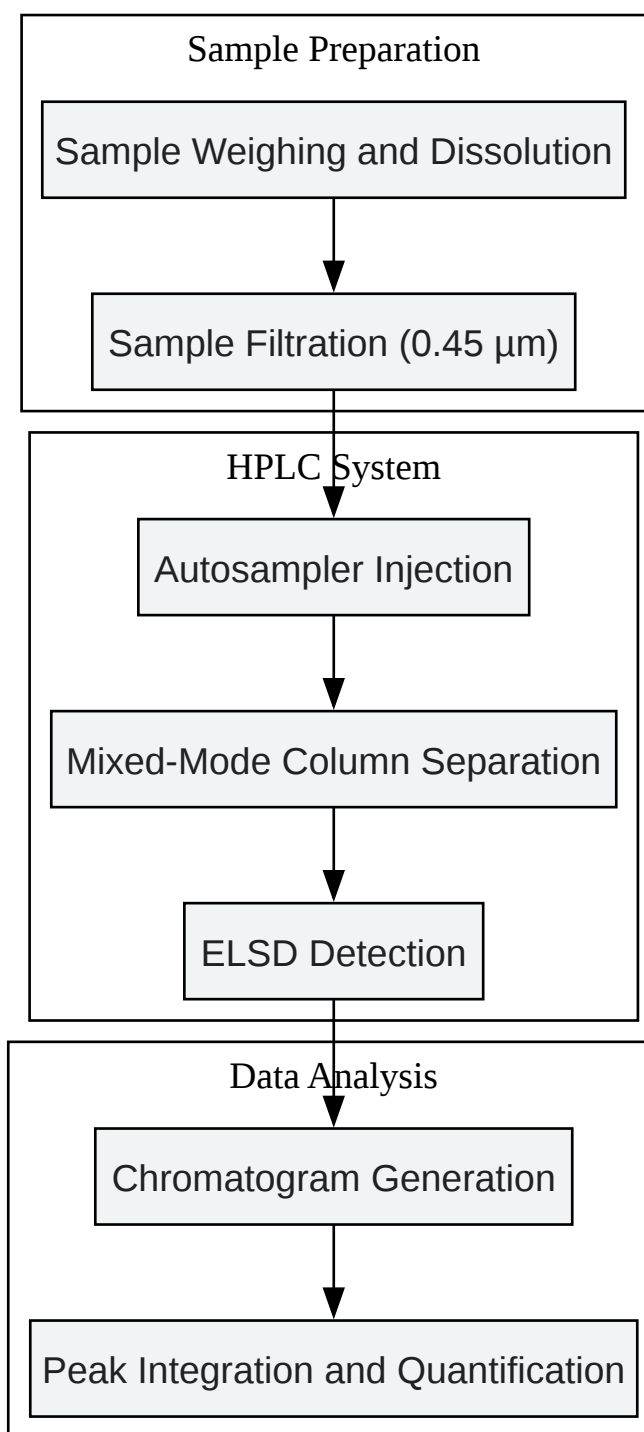 Sample Preparation
Sample Weighing and Dissolution
Sample Filtration (0.45 µm)
HPLC System
Autosampler Injection
Mixed-Mode Column Separation
ELSD Detection
Data Analysis
Chromatogram Generation
Peak Integration and Quantification